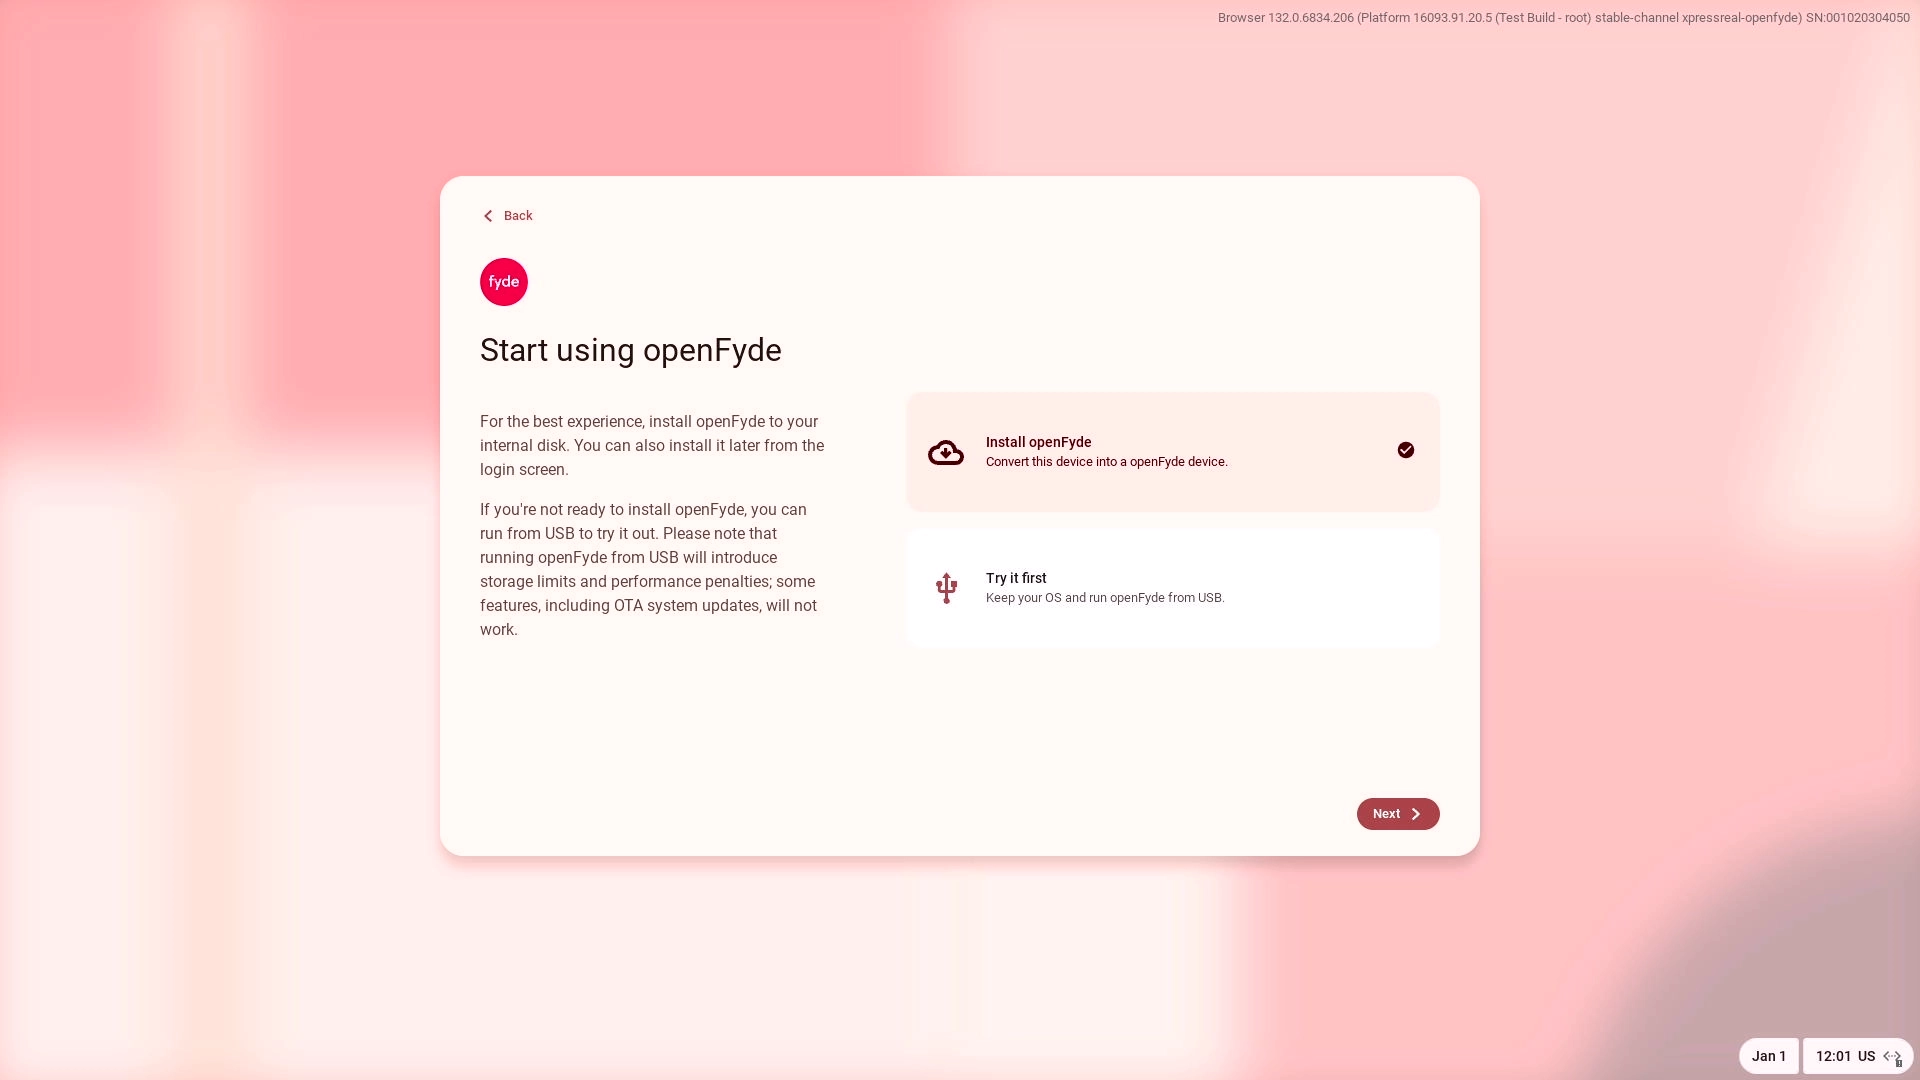 Browser 132.0.6834.206 (Platform 16093.91.20.5 (Test Build - root) stable-channel xpressreal-openfyde) SN:001020304050
Back
fyde
Start using openFyde
For the best experience, install openFyde to your
internal disk. You can also install it later from the
login screen.
If you're not ready to install openFyde, you can
run from USB to try it out. Please note that
running openFyde from USB will introduce
storage limits and performance penalties; some
features, including OTA system updates, will not
work.
Install openFyde
Convert this device into a openFyde device.
Try it first
Keep your OS and run openFyde from USB.
Next
Jan 1
12:01 US